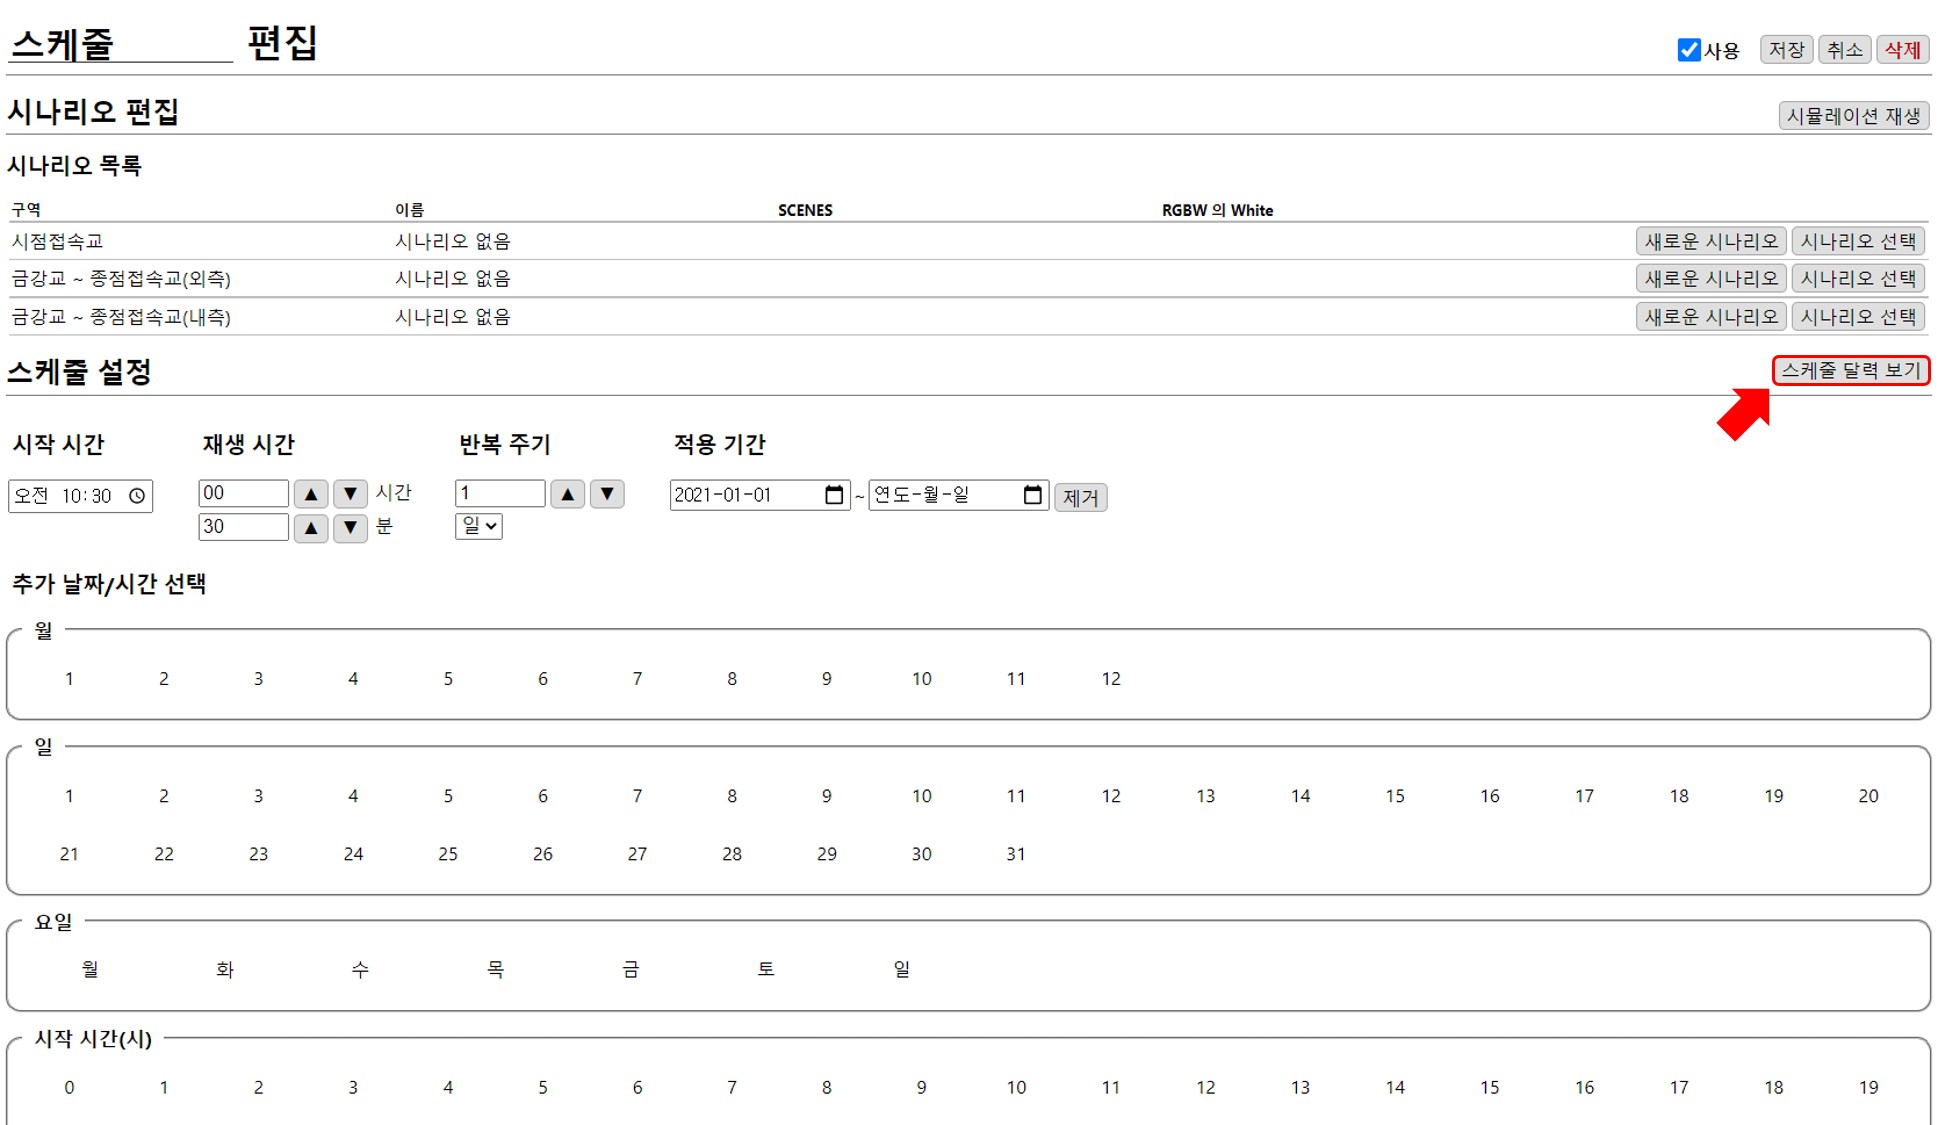 스케줄 편집
사용 저장 취소 삭제
시나리오 편집
시뮬레이션 재생
시나리오 목록
구역 이름 SCENES RGBW 의 White
시점접속교 시나리오 없음 새로운 시나리오 시나리오 선택
금강교 ~ 종점접속교(외측) 시나리오 없음 새로운 시나리오 시나리오 선택
금강교 ~ 종점접속교(내측) 시나리오 없음 새로운 시나리오 시나리오 선택
스케줄 설정
스케줄 달력 보기
시작 시간 재생 시간 반복 주기 적용 기간
오전 10:30 00 ▲ ▼ 시간 1 ▲ ▼ 2021-01-01 ~ 연도-월-일 제거
30 ▲ ▼ 분 일
추가 날짜/시간 선택
월
1 2 3 4 5 6 7 8 9 10 11 12
일
1 2 3 4 5 6 7 8 9 10 11 12 13 14 15 16 17 18 19 20
21 22 23 24 25 26 27 28 29 30 31
요일
월 화 수 목 금 토 일
시작 시간(시)
0 1 2 3 4 5 6 7 8 9 10 11 12 13 14 15 16 17 18 19